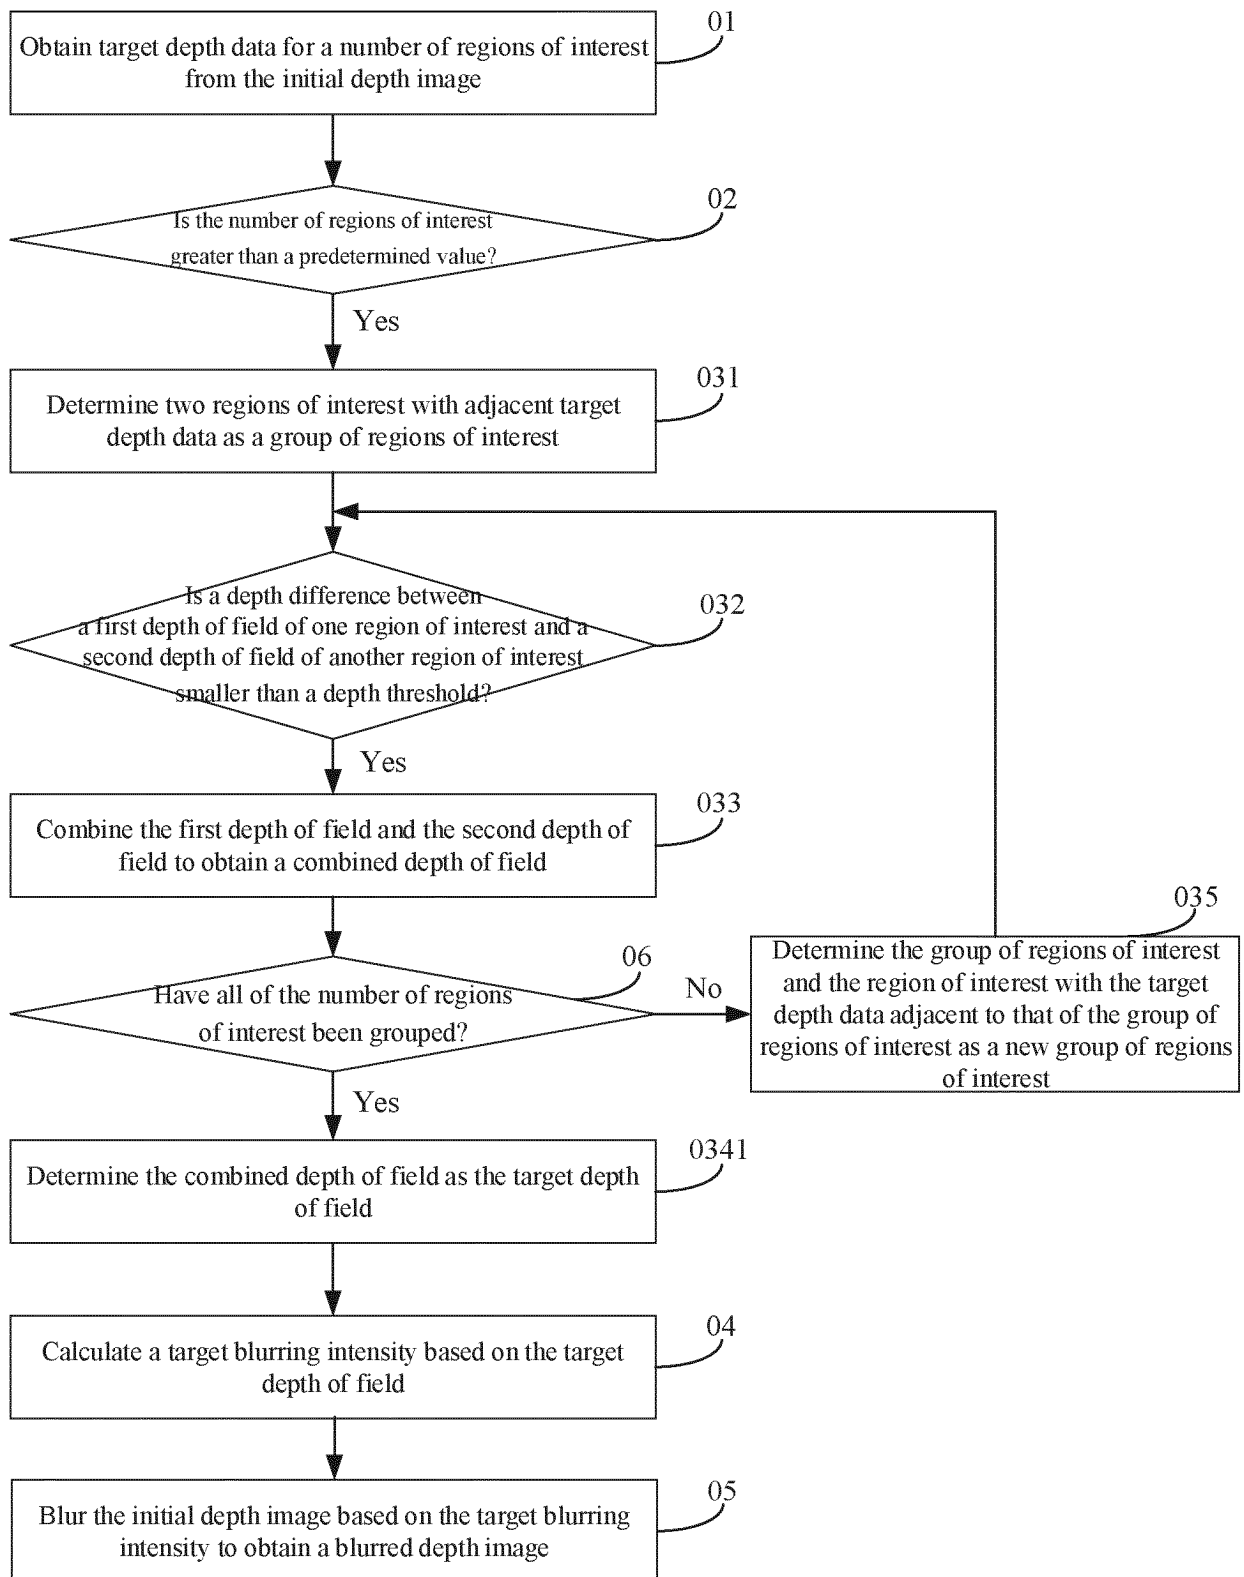 01
Obtain target depth data for a number of regions of interest
from the initial depth image
02
Is the number of regions of interest
greater than a predetermined value?
Yes
031
Determine two regions of interest with adjacent target
depth data as a group of regions of interest
Is a depth difference between
a first depth of field of one region of interest and a
second depth of field of another region of interest
smaller than a depth threshold?
032
Yes
033
Combine the first depth of field and the second depth of
field to obtain a combined depth of field
06
Have all of the number of regions
of interest been grouped?
No
035
Determine the group of regions of interest
and the region of interest with the target
depth data adjacent to that of the group of
regions of interest as a new group of regions
of interest
Yes
0341
Determine the combined depth of field as the target depth
of field
04
Calculate a target blurring intensity based on the target
depth of field
05
Blur the initial depth image based on the target blurring
intensity to obtain a blurred depth image